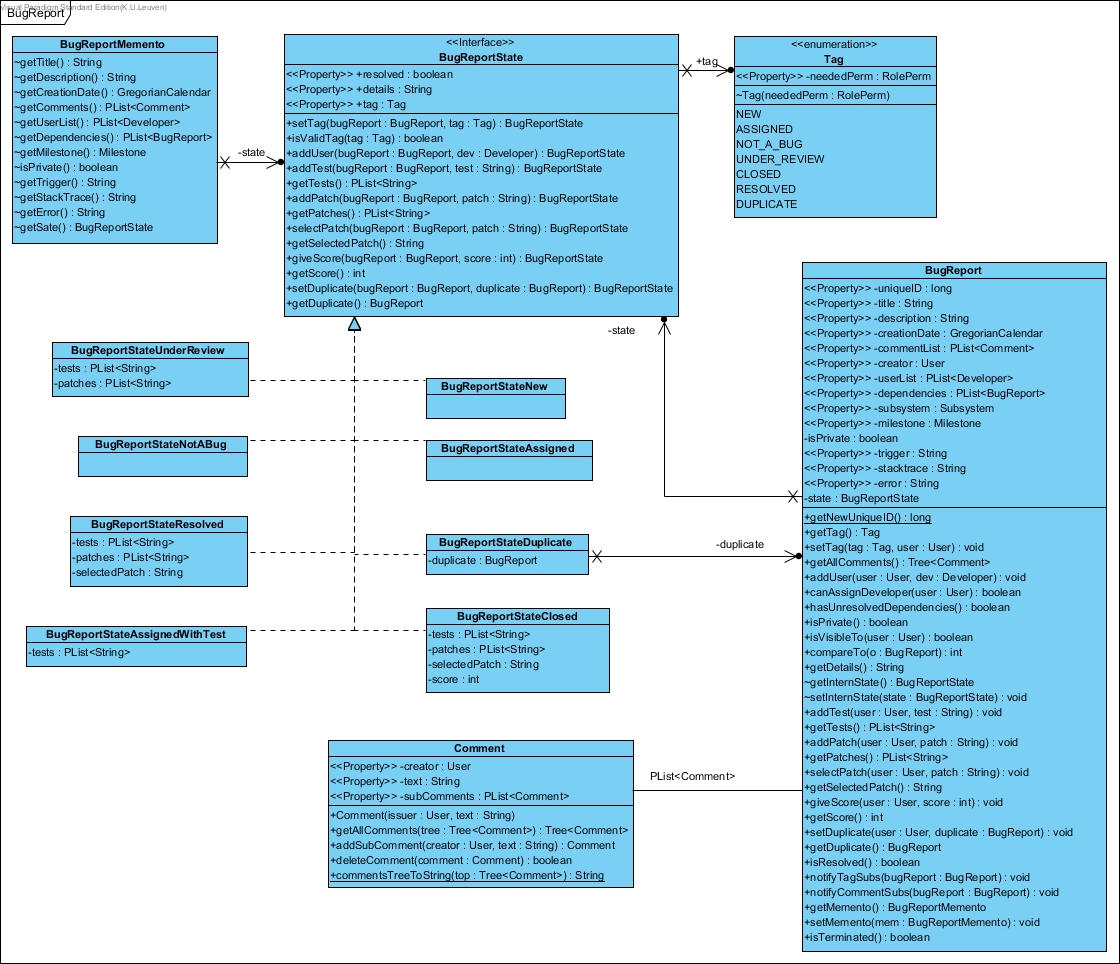 Visual Paradigm Standard Edition(K.U.Leuven)
BugReport
BugReportMemento
~getTitle() : String
~getDescription() : String
~getCreationDate() : GregorianCalendar
~getComments() : PList<Comment>
~getUserList() : PList<Developer>
~getDependencies() : PList<BugReport>
~getMilestone() : Milestone
~isPrivate() : boolean
~getTrigger() : String
~getStackTrace() : String
~getError() : String
~getSate() : BugReportState
-state
<<Interface>>
BugReportState
<<Property>> +resolved : boolean
<<Property>> +details : String
<<Property>> +tag : Tag
+setTag(bugReport : BugReport, tag : Tag) : BugReportState
+isValidTag(tag : Tag) : boolean
+addUser(bugReport : BugReport, dev : Developer) : BugReportState
+addTest(bugReport : BugReport, test : String) : BugReportState
+getTests() : PList<String>
+addPatch(bugReport : BugReport, patch : String) : BugReportState
+getPatches() : PList<String>
+selectPatch(bugReport : BugReport, patch : String) : BugReportState
+getSelectedPatch() : String
+giveScore(bugReport : BugReport, score : int) : BugReportState
+getScore() : int
+setDuplicate(bugReport : BugReport, duplicate : BugReport) : BugReportState
+getDuplicate() : BugReport
+tag
<<enumeration>>
Tag
<<Property>> -neededPerm : RolePerm
~Tag(neededPerm : RolePerm)
NEW
ASSIGNED
NOT_A_BUG
UNDER_REVIEW
CLOSED
RESOLVED
DUPLICATE
-state
BugReportStateUnderReview
-tests : PList<String>
-patches : PList<String>
BugReportStateNew
BugReportStateNotABug
BugReportStateAssigned
BugReportStateResolved
-tests : PList<String>
-patches : PList<String>
-selectedPatch : String
BugReportStateDuplicate
-duplicate : BugReport
-duplicate
BugReportStateAssignedWithTest
-tests : PList<String>
BugReportStateClosed
-tests : PList<String>
-patches : PList<String>
-selectedPatch : String
-score : int
Comment
<<Property>> -creator : User
<<Property>> -text : String
<<Property>> -subComments : PList<Comment>
+Comment(issuer : User, text : String)
+getAllComments(tree : Tree<Comment>) : Tree<Comment>
+addSubComment(creator : User, text : String) : Comment
+deleteComment(comment : Comment) : boolean
+commentsTreeToString(top : Tree<Comment>) : String
PList<Comment>
BugReport
<<Property>> -uniqueID : long
<<Property>> -title : String
<<Property>> -description : String
<<Property>> -creationDate : GregorianCalendar
<<Property>> -commentList : PList<Comment>
<<Property>> -creator : User
<<Property>> -userList : PList<Developer>
<<Property>> -dependencies : PList<BugReport>
<<Property>> -subsystem : Subsystem
<<Property>> -milestone : Milestone
-isPrivate : boolean
<<Property>> -trigger : String
<<Property>> -stacktrace : String
<<Property>> -error : String
-state : BugReportState
+getNewUniqueID() : long
+getTag() : Tag
+setTag(tag : Tag, user : User) : void
+getAllComments() : Tree<Comment>
+addUser(user : User, dev : Developer) : void
+canAssignDeveloper(user : User) : boolean
+hasUnresolvedDependencies() : boolean
+isPrivate() : boolean
+isVisibleTo(user : User) : boolean
+compareTo(o : BugReport) : int
+getDetails() : String
~getInternState() : BugReportState
~setInternState(state : BugReportState) : void
+addTest(user : User, test : String) : void
+getTests() : PList<String>
+addPatch(user : User, patch : String) : void
+getPatches() : PList<String>
+selectPatch(user : User, patch : String) : void
+getSelectedPatch() : String
+giveScore(user : User, score : int) : void
+getScore() : int
+setDuplicate(user : User, duplicate : BugReport) : void
+getDuplicate() : BugReport
+isResolved() : boolean
+notifyTagSubs(bugReport : BugReport) : void
+notifyCommentSubs(bugReport : BugReport) : void
+getMemento() : BugReportMemento
+setMemento(mem : BugReportMemento) : void
+isTerminated() : boolean